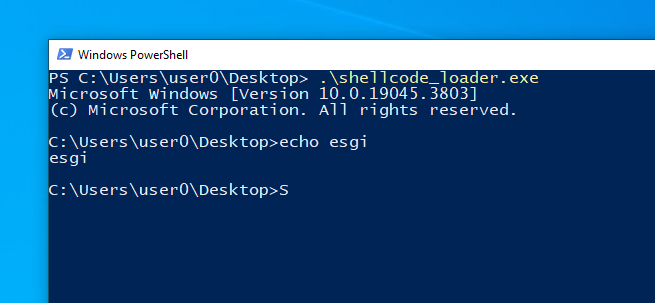 Windows PowerShell
PS C:\Users\user0\Desktop> .\shellcode_loader.exe
Microsoft Windows [Version 10.0.19045.3803]
(c) Microsoft Corporation. All rights reserved.
C:\Users\user0\Desktop>echo esgi
esgi
C:\Users\user0\Desktop>S